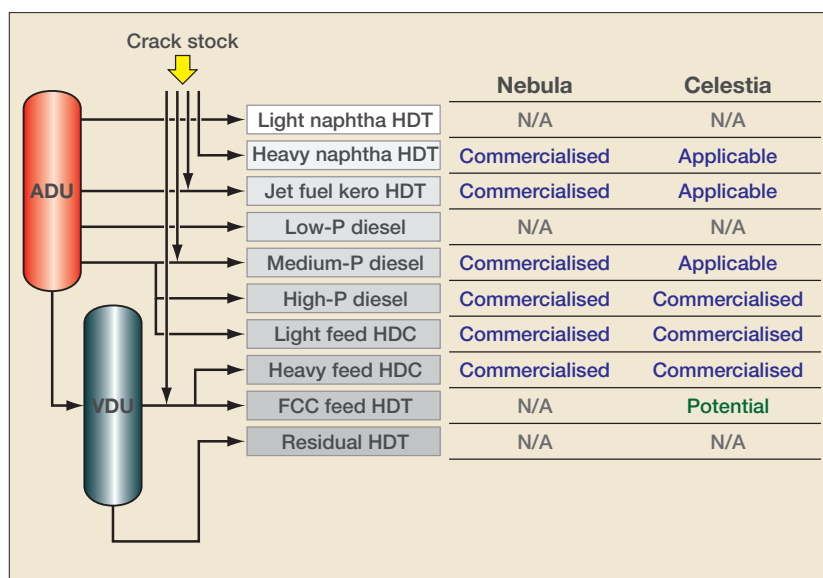 Crack stock
Nebula Celestia
Light naphtha HDT N/A N/A
Heavy naphtha HDT Commercialised Applicable
ADU Jet fuel kero HDT Commercialised Applicable
Low-P diesel N/A N/A
Medium-P diesel Commercialised Applicable
High-P diesel Commercialised Commercialised
Light feed HDC Commercialised Commercialised
Heavy feed HDC Commercialised Commercialised
VDU FCC feed HDT N/A Potential
Residual HDT N/A N/A